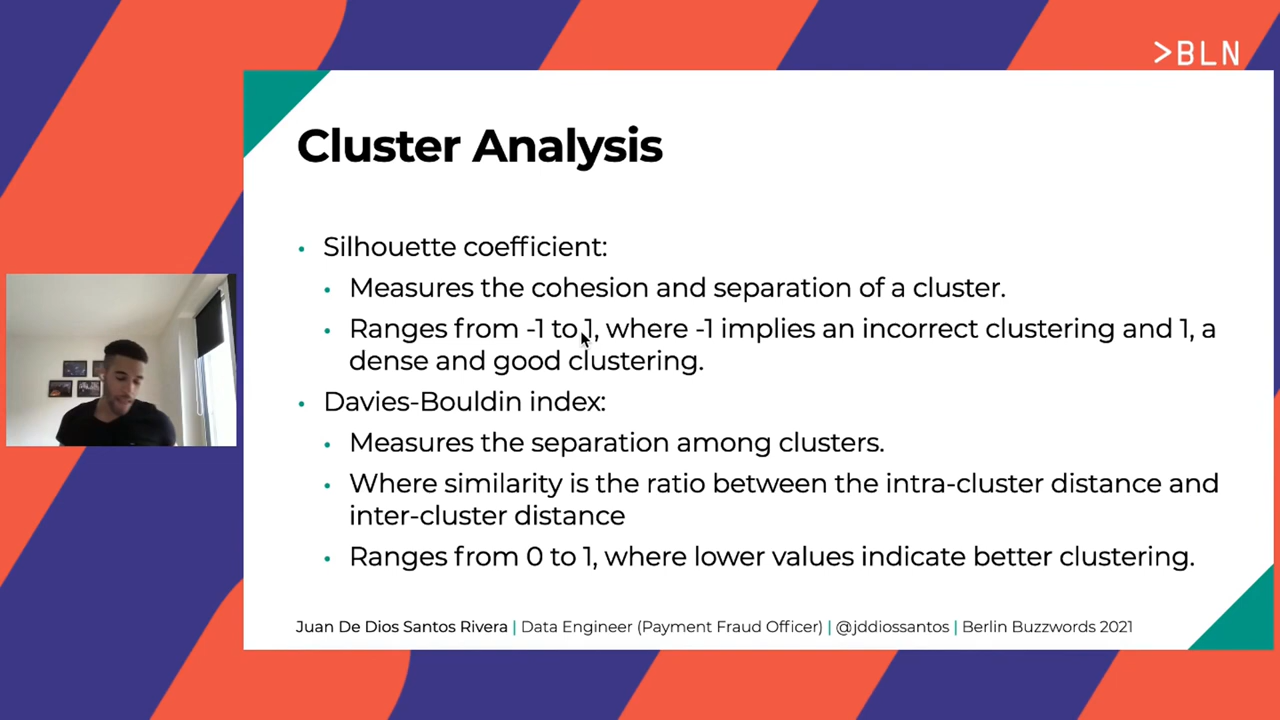 >BLN
Cluster Analysis
• Silhouette coefficient:
• Measures the cohesion and separation of a cluster.
• Ranges from -1 to 1, where -1 implies an incorrect clustering and 1, a
dense and good clustering.
• Davies-Bouldin index:
• Measures the separation among clusters.
• Where similarity is the ratio between the intra-cluster distance and
inter-cluster distance
• Ranges from 0 to 1, where lower values indicate better clustering.
Juan De Dios Santos Rivera | Data Engineer (Payment Fraud Officer) | @jddiossantos | Berlin Buzzwords 2021